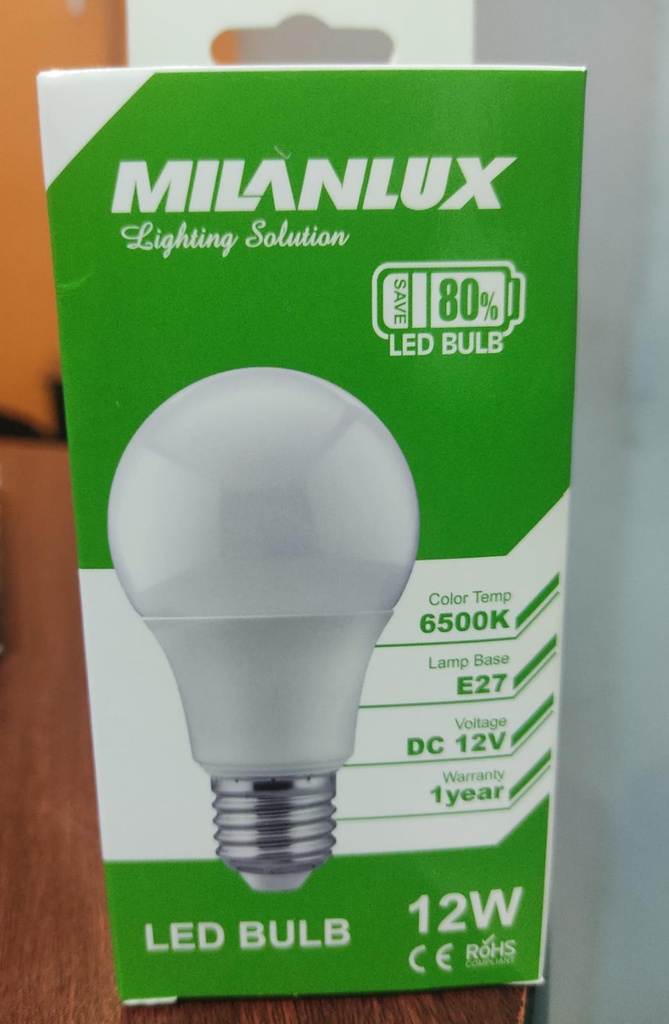 MILANLUX
Lighting Solution
SAVE 80%
LED BULB
Color Temp
6500K
Lamp Base
E27
Voltage
DC 12V
Warranty
1year
12W
LED BULB
CE RoHS
COMPLIANT